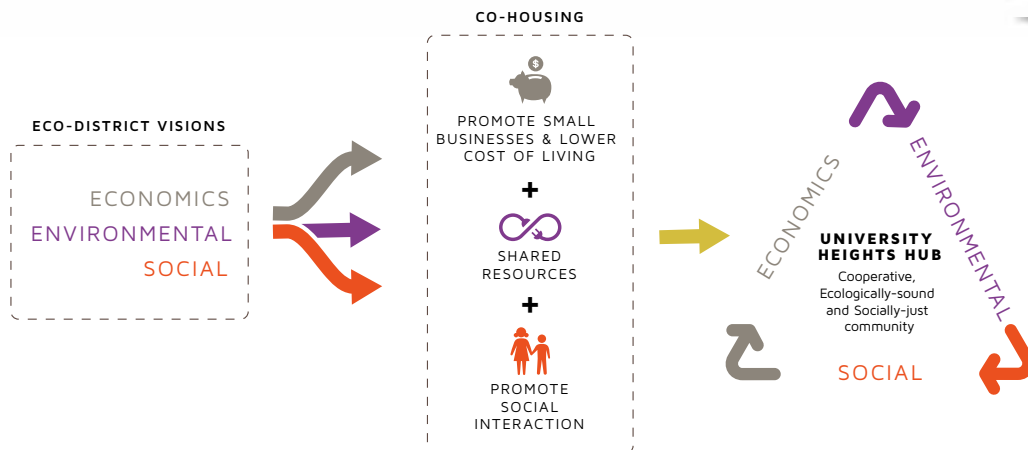 CO-HOUSING
ECO-DISTRICT VISIONS
ECONOMICS
ENVIRONMENTAL
SOCIAL
$
PROMOTE SMALL
BUSINESSES & LOWER
COST OF LIVING
+
SHARED
RESOURCES
+
PROMOTE
SOCIAL
INTERACTION
ECONOMICS
ENVIRONMENTAL
UNIVERSITY
HEIGHTS HUB
Cooperative,
Ecologically-sound
and Socially-just
community
SOCIAL